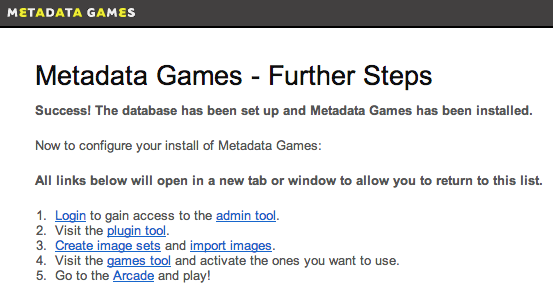 METADATA GAMES
Metadata Games - Further Steps
Success! The database has been set up and Metadata Games has been installed.
Now to configure your install of Metadata Games:
All links below will open in a new tab or window to allow you to return to this list.
1. Login to gain access to the admin tool.
2. Visit the plugin tool.
3. Create image sets and import images.
4. Visit the games tool and activate the ones you want to use.
5. Go to the Arcade and play!